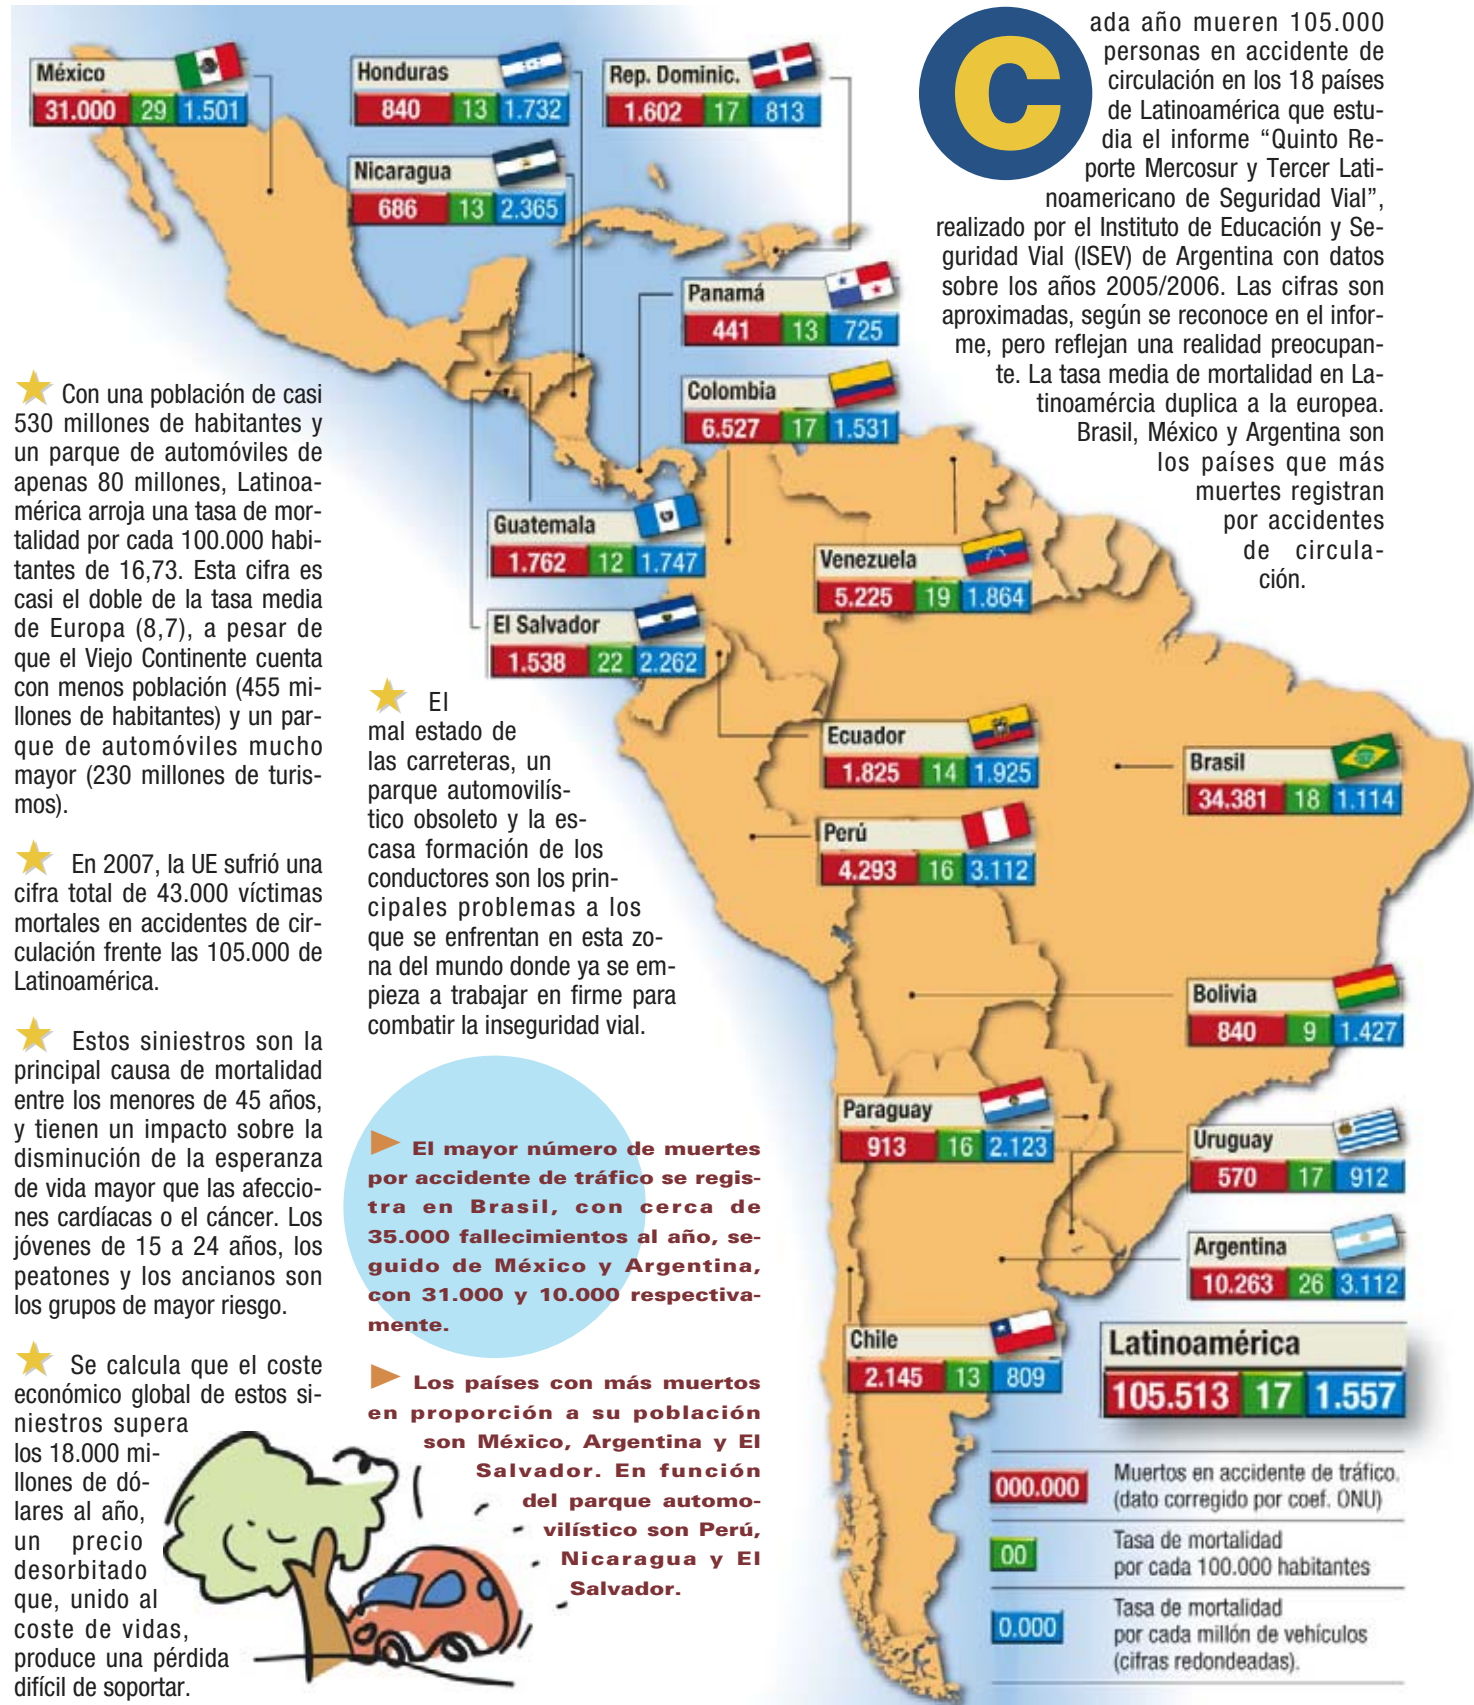 Cada año mueren 105.000
personas en accidente de
circulación en los 18 países
de Latinoamérica que estu-
dia el informe “Quinto Re-
porte Mercosur y Tercer Lati-
noamericano de Seguridad Vial”,
realizado por el Instituto de Educación y Se-
guridad Vial (ISEV) de Argentina con datos
sobre los años 2005/2006. Las cifras son
aproximadas, según se reconoce en el infor-
me, pero reflejan una realidad preocupan-
te. La tasa media de mortalidad en La-
tinoamércia duplica a la europea.
Brasil, México y Argentina son
los países que más
muertes registran
por accidentes
de circula-
ción.
México
31.000 29 1.501
Honduras
840 13 1.732
Rep. Dominic.
1.602 17 813
Nicaragua
686 13 2.365
Panamá
441 13 725
Colombia
6.527 17 1.531
Guatemala
1.762 12 1.747
Venezuela
5.225 19 1.864
El Salvador
1.538 22 2.262
Ecuador
1.825 14 1.925
Brasil
34.381 18 1.114
Perú
4.293 16 3.112
Bolivia
840 9 1.427
Paraguay
913 16 2.123
Uruguay
570 17 912
Argentina
10.263 26 3.112
Chile
2.145 13 809
Latinoamérica
105.513 17 1.557
000.000
Muertos en accidente de tráfico.
(dato corregido por coef. ONU)
00
Tasa de mortalidad
por cada 100.000 habitantes
0.000
Tasa de mortalidad
por cada millón de vehículos
(cifras redondeadas).
Con una población de casi
530 millones de habitantes y
un parque de automóviles de
apenas 80 millones, Latinoa-
mérica arroja una tasa de mor-
talidad por cada 100.000 habi-
tantes de 16,73. Esta cifra es
casi el doble de la tasa media
de Europa (8,7), a pesar de
que el Viejo Continente cuenta
con menos población (455 mi-
llones de habitantes) y un par-
que de automóviles mucho
mayor (230 millones de turis-
mos).
En 2007, la UE sufrió una
cifra total de 43.000 víctimas
mortales en accidentes de cir-
culación frente las 105.000 de
Latinoamérica.
Estos siniestros son la
principal causa de mortalidad
entre los menores de 45 años,
y tienen un impacto sobre la
disminución de la esperanza
de vida mayor que las afeccio-
nes cardíacas o el cáncer. Los
jóvenes de 15 a 24 años, los
peatones y los ancianos son
los grupos de mayor riesgo.
Se calcula que el coste
económico global de estos si-
niestros supera
los 18.000 mi-
llones de dó-
lares al año,
un precio
desorbitado
que, unido al
coste de vidas,
produce una pérdida
difícil de soportar.
El
mal estado de
las carreteras, un
parque automovilís-
tico obsoleto y la es-
casa formación de los
conductores son los prin-
cipales problemas a los
que se enfrentan en esta zo-
na del mundo donde ya se em-
pieza a trabajar en firme para
combatir la inseguridad vial.
El mayor número de muertes
por accidente de tráfico se regis-
tra en Brasil, con cerca de
35.000 fallecimientos al año, se-
guido de México y Argentina,
con 31.000 y 10.000 respectiva-
mente.
Los países con más muertos
en proporción a su población
son México, Argentina y El
Salvador. En función
del parque automo-
vilístico son Perú,
Nicaragua y El
Salvador.